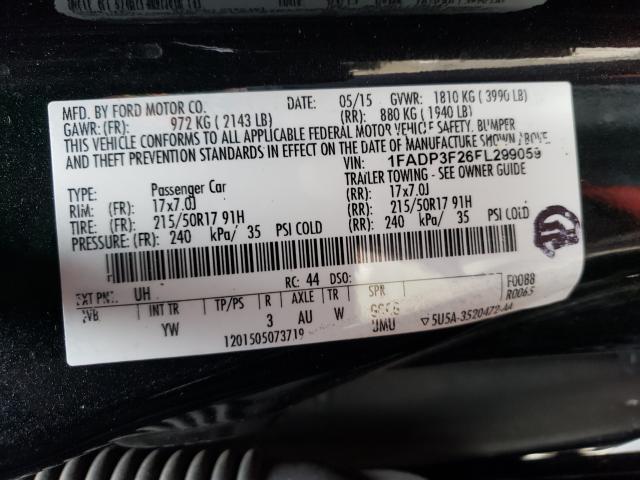 MFD. BY FORD MOTOR CO.
DATE: 05/15 GVWR: 1810 KG ( 3990 LB)
GAWR: (FR): 972 KG ( 2143 LB) (RR): 880 KG ( 1940 LB)
THIS VEHICLE CONFORMS TO ALL APPLICABLE FEDERAL MOTOR VEHICLE SAFETY, BUMPER
AND THEFT PREVENTION STANDARDS IN EFFECT ON THE DATE OF MANUFACTURE SHOWN ABOVE.
VIN: 1FADP3F26FL299059
TYPE: Passenger Car TRAILER TOWING - SEE OWNER GUIDE
RIM: (FR): 17x7.0J (RR): 17x7.0J
TIRE: (FR): 215/50R17 91H (RR): 215/50R17 91H
PRESSURE: (FR): 240 kPa/ 35 PSI COLD (RR): 240 kPa/ 35 PSI COLD
EXT PNT: UH RC: 44 DSO: F0088
INT TR TP/PS R AXLE TR SPR R0065
YW 3 AU W UMU 5U5A-3520472-AA
1201505073719